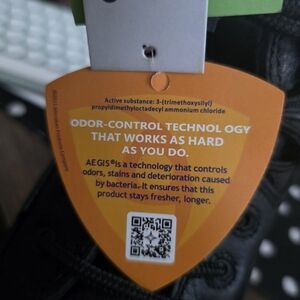 Active substance: 3-(trimethoxysilyl)
propyldimethyloctadecyl ammonium chloride
ODOR-CONTROL TECHNOLOGY
THAT WORKS AS HARD
AS YOU DO.
AEGIS® is a technology that controls
odors, stains and deterioration caused
by bacteria. It ensures that this
product stays fresher, longer.